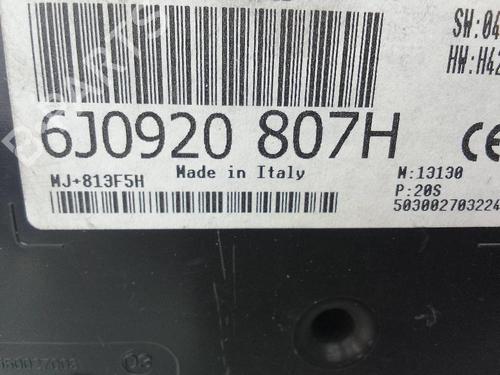 SW:04
HW:H42
6J0920 807H
CE
MJ+813F5H
Made in Italy
M:13130
P:20S
503002703224
03